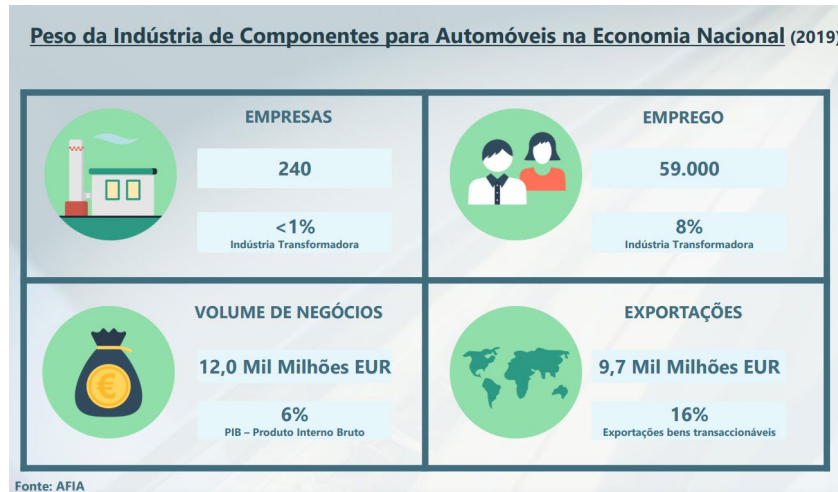 Peso da Indústria de Componentes para Automóveis na Economia Nacional (2019)
EMPRESAS
240
<1%
Indústria Transformadora
EMPREGO
59.000
8%
Indústria Transformadora
VOLUME DE NEGÓCIOS
12,0 Mil Milhões EUR
6%
PIB – Produto Interno Bruto
EXPORTAÇÕES
9,7 Mil Milhões EUR
16%
Exportações bens transaccionáveis
Fonte: AFIA